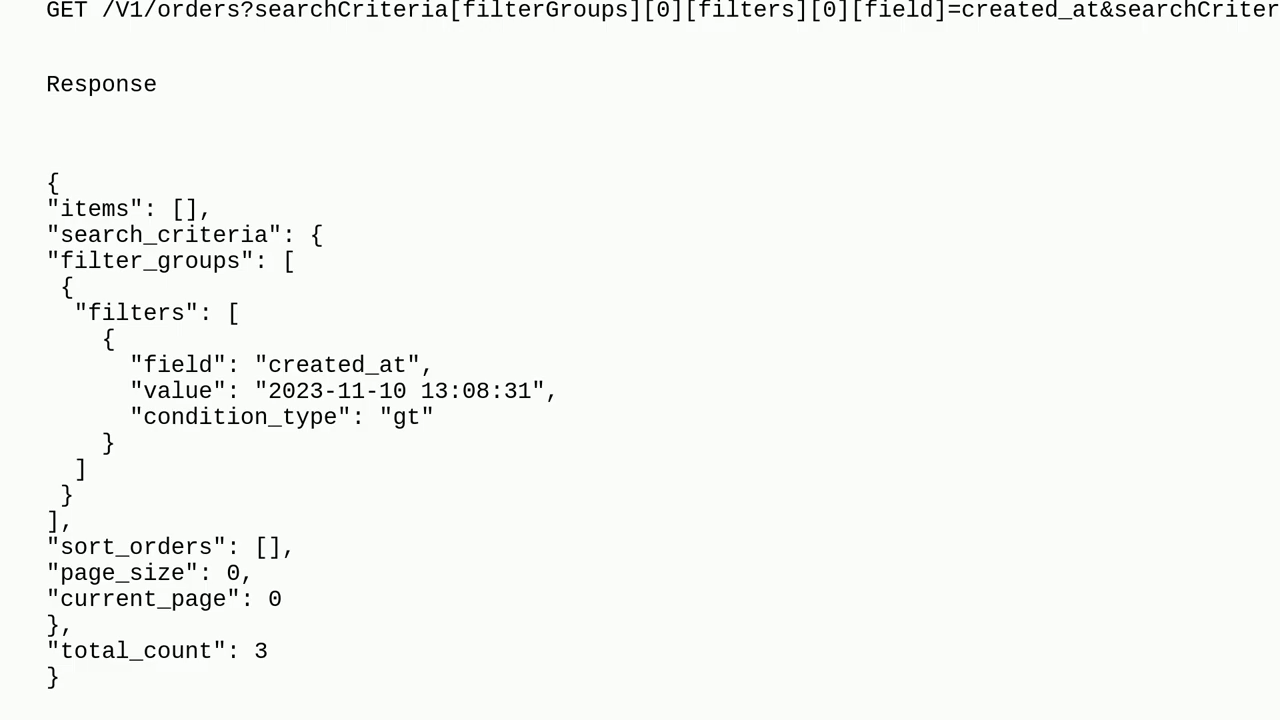 GET /V1/orders?searchCriteria[filterGroups][0][filters][0][field]=created_at&searchCriter
Response
{
"items": [],
"search_criteria": {
"filter_groups": [
{
"filters": [
{
"field": "created_at",
"value": "2023-11-10 13:08:31",
"condition_type": "gt"
}
]
}
],
"sort_orders": [],
"page_size": 0,
"current_page": 0
},
"total_count": 3
}